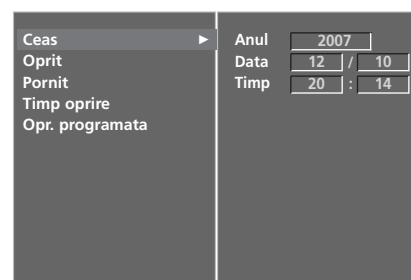 Ceas ►
Oprit
Pornit
Timp oprire
Opr. programata
Anul 2007
Data 12 / 10
Timp 20 : 14